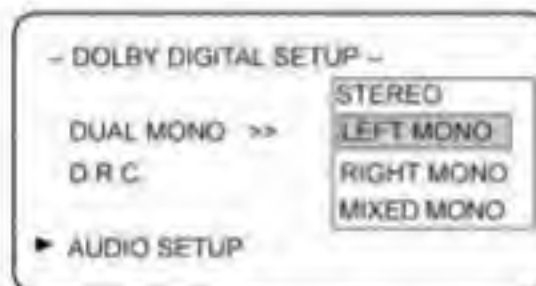 – DOLBY DIGITAL SETUP –
STEREO
DUAL MONO >> LEFT MONO
D.R.C. RIGHT MONO
MIXED MONO
► AUDIO SETUP